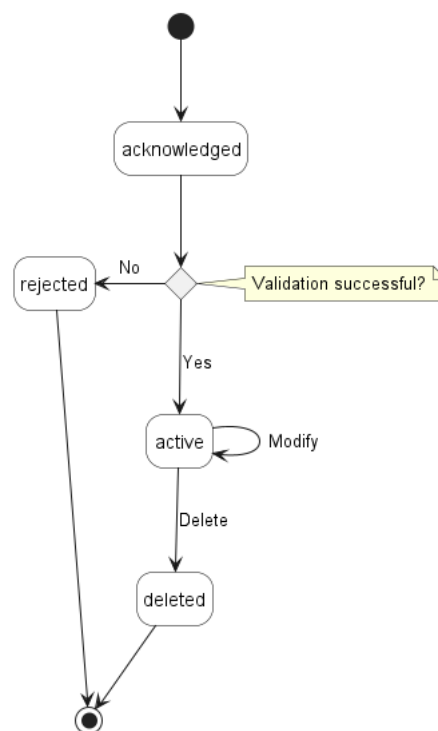 acknowledged
No
rejected
Validation successful?
Yes
active
Modify
Delete
deleted